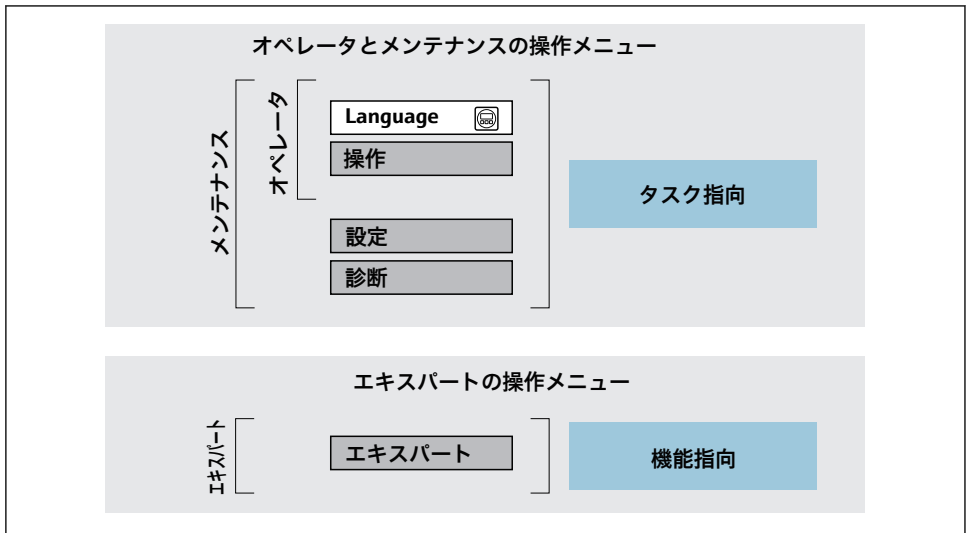 オペレータとメンテナンスの操作メニュー
メンテナンス
オペレータ
Language
操作
設定
診断
タスク指向
エキスパートの操作メニュー
エキスパート
エキスパート
機能指向